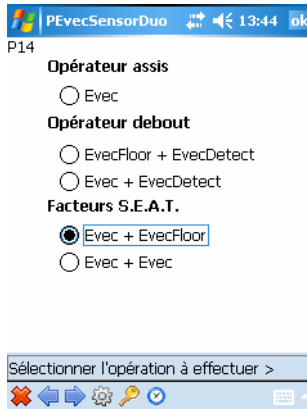 PEvecSensorDuo 13:44 ok
P14
Opérateur assis
Evec
Opérateur debout
EvecFloor + EvecDetect
Evec + EvecDetect
Facteurs S.E.A.T.
Evec + EvecFloor
Evec + Evec
Sélectionner l'opération à effectuer >